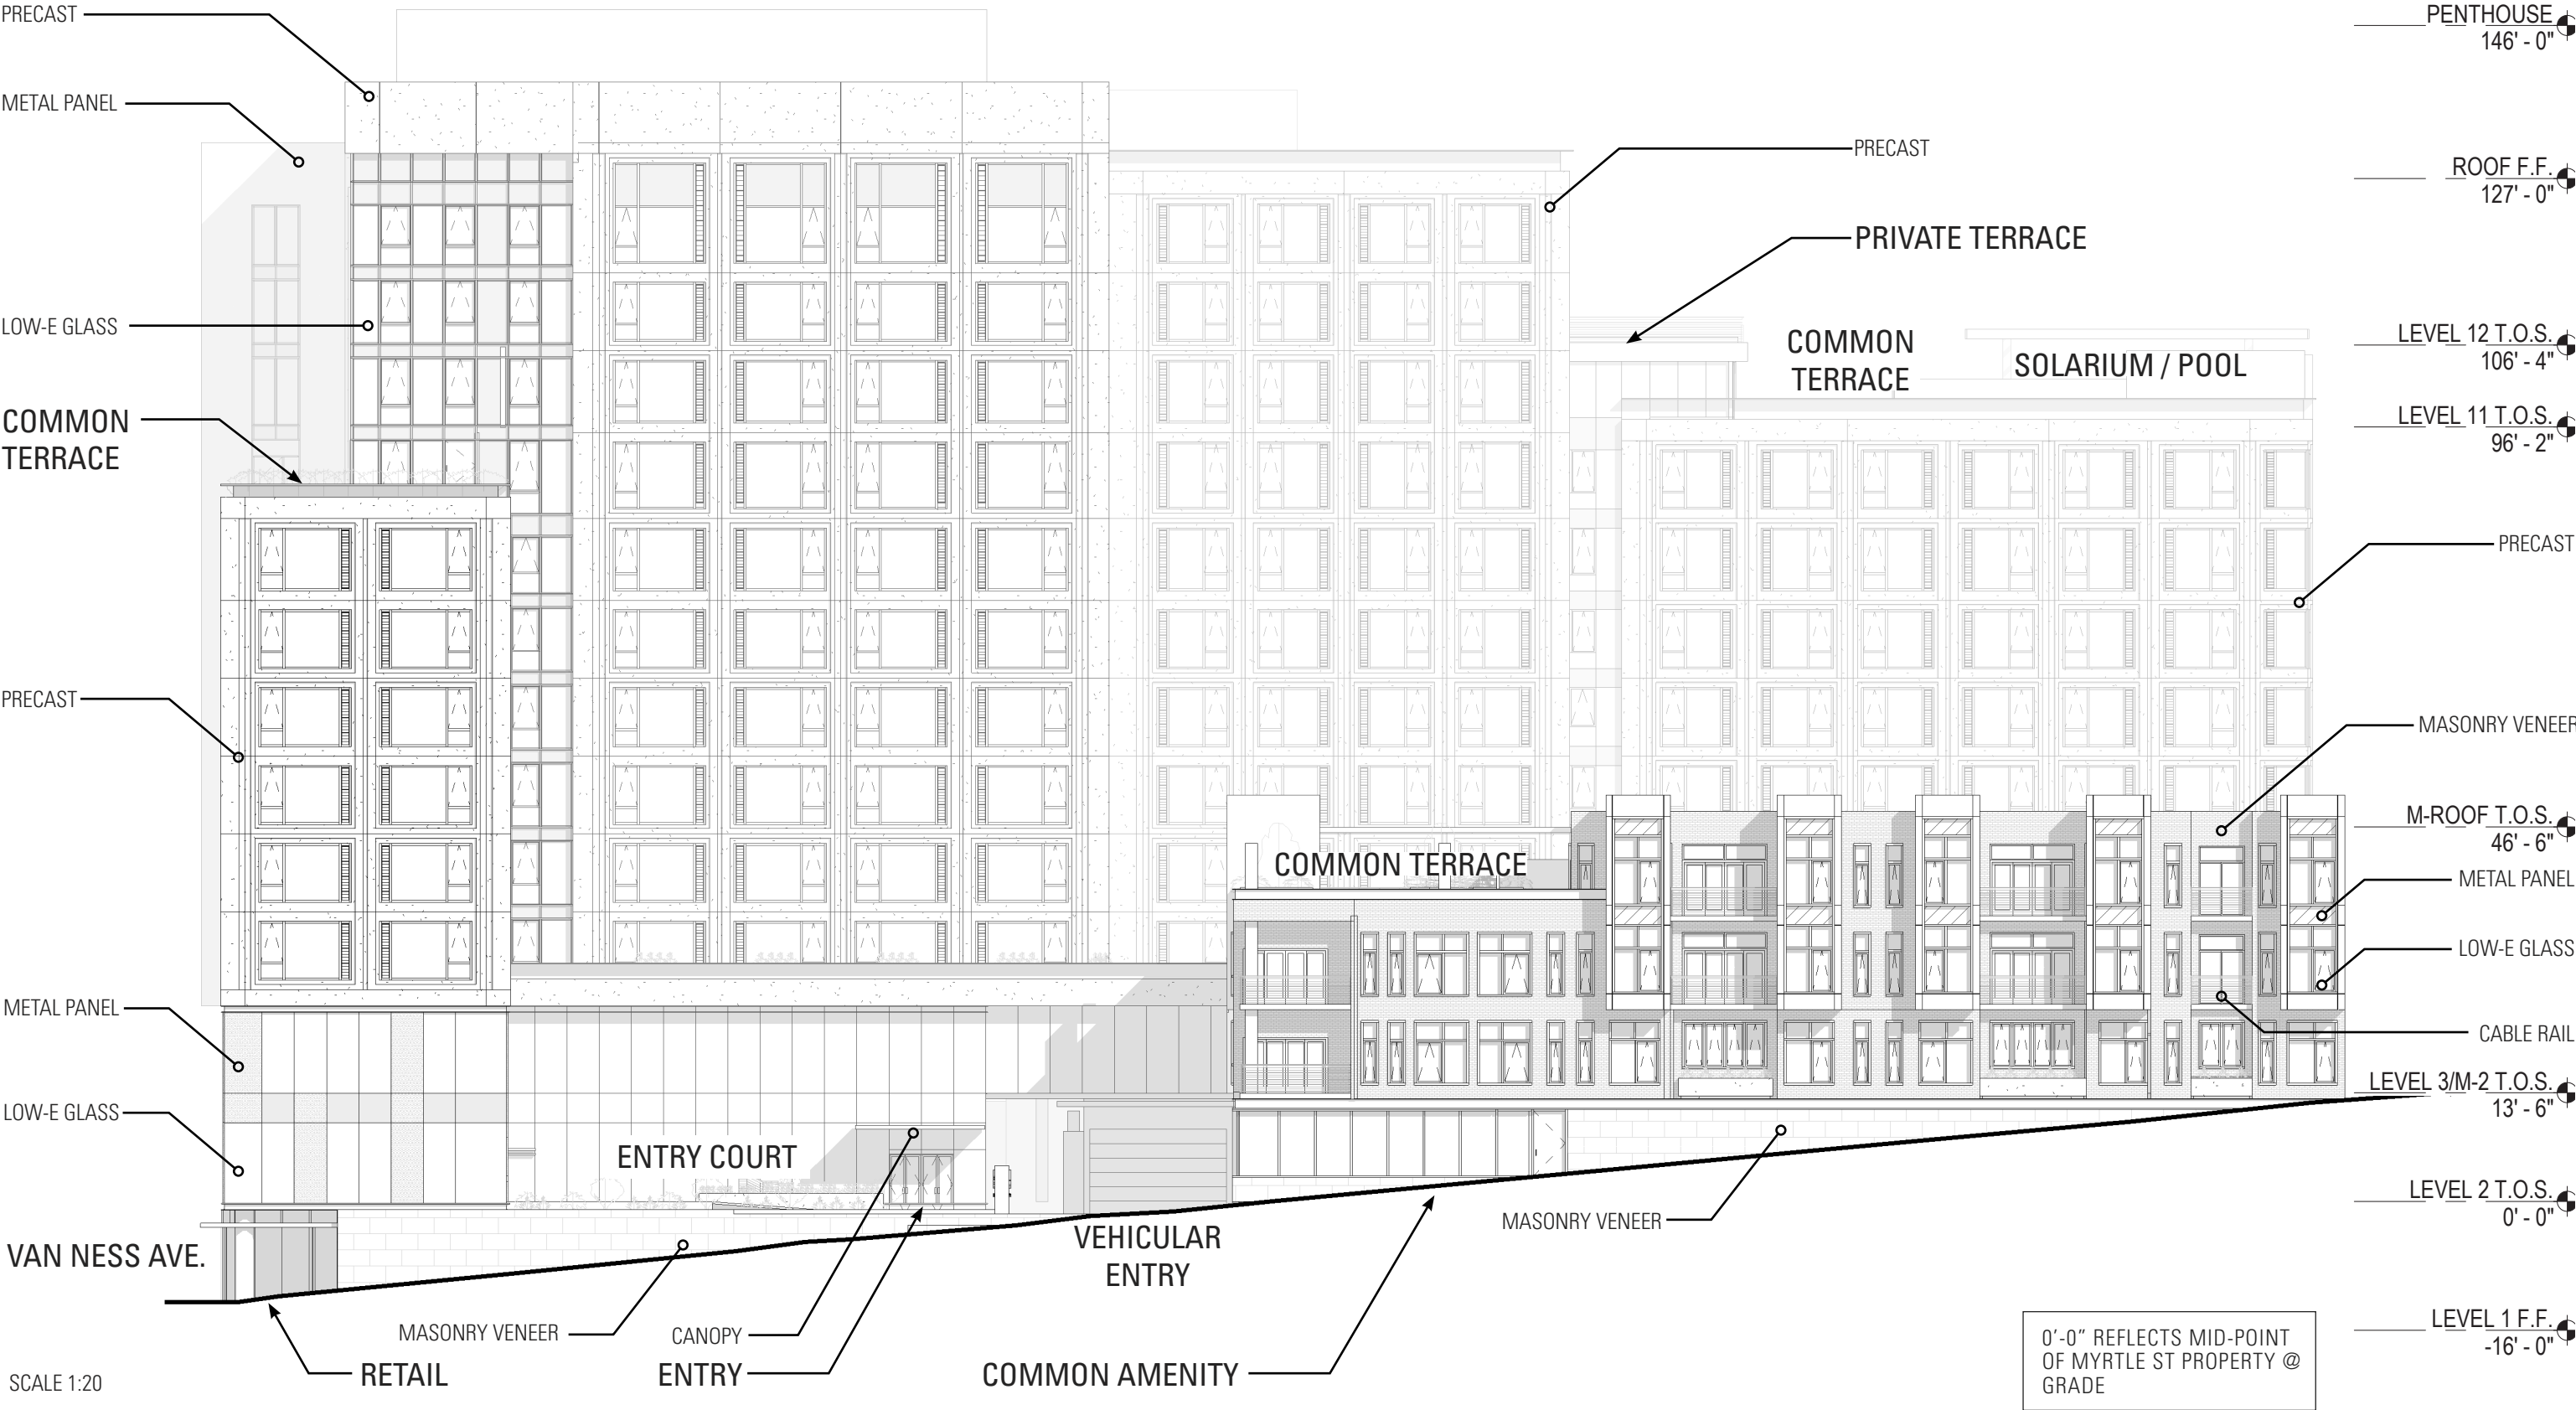 PRECAST
METAL PANEL
LOW-E GLASS
COMMON
TERRACE
PRECAST
METAL PANEL
LOW-E GLASS
VAN NESS AVE.
SCALE 1:20
ENTRY COURT
MASONRY VENEER
RETAIL
CANOPY
ENTRY
VEHICULAR
ENTRY
COMMON AMENITY
COMMON TERRACE
MASONRY VENEER
PRECAST
PRIVATE TERRACE
COMMON
TERRACE
SOLARIUM / POOL
PRECAST
MASONRY VENEER
METAL PANEL
LOW-E GLASS
CABLE RAIL
PENTHOUSE
146' - 0"
ROOF F.F.
127' - 0"
LEVEL 12 T.O.S.
106' - 4"
LEVEL 11 T.O.S.
96' - 2"
M-ROOF T.O.S.
46' - 6"
LEVEL 3/M-2 T.O.S.
13' - 6"
LEVEL 2 T.O.S.
0' - 0"
LEVEL 1 F.F.
-16' - 0"
0'-0" REFLECTS MID-POINT
OF MYRTLE ST PROPERTY @
GRADE